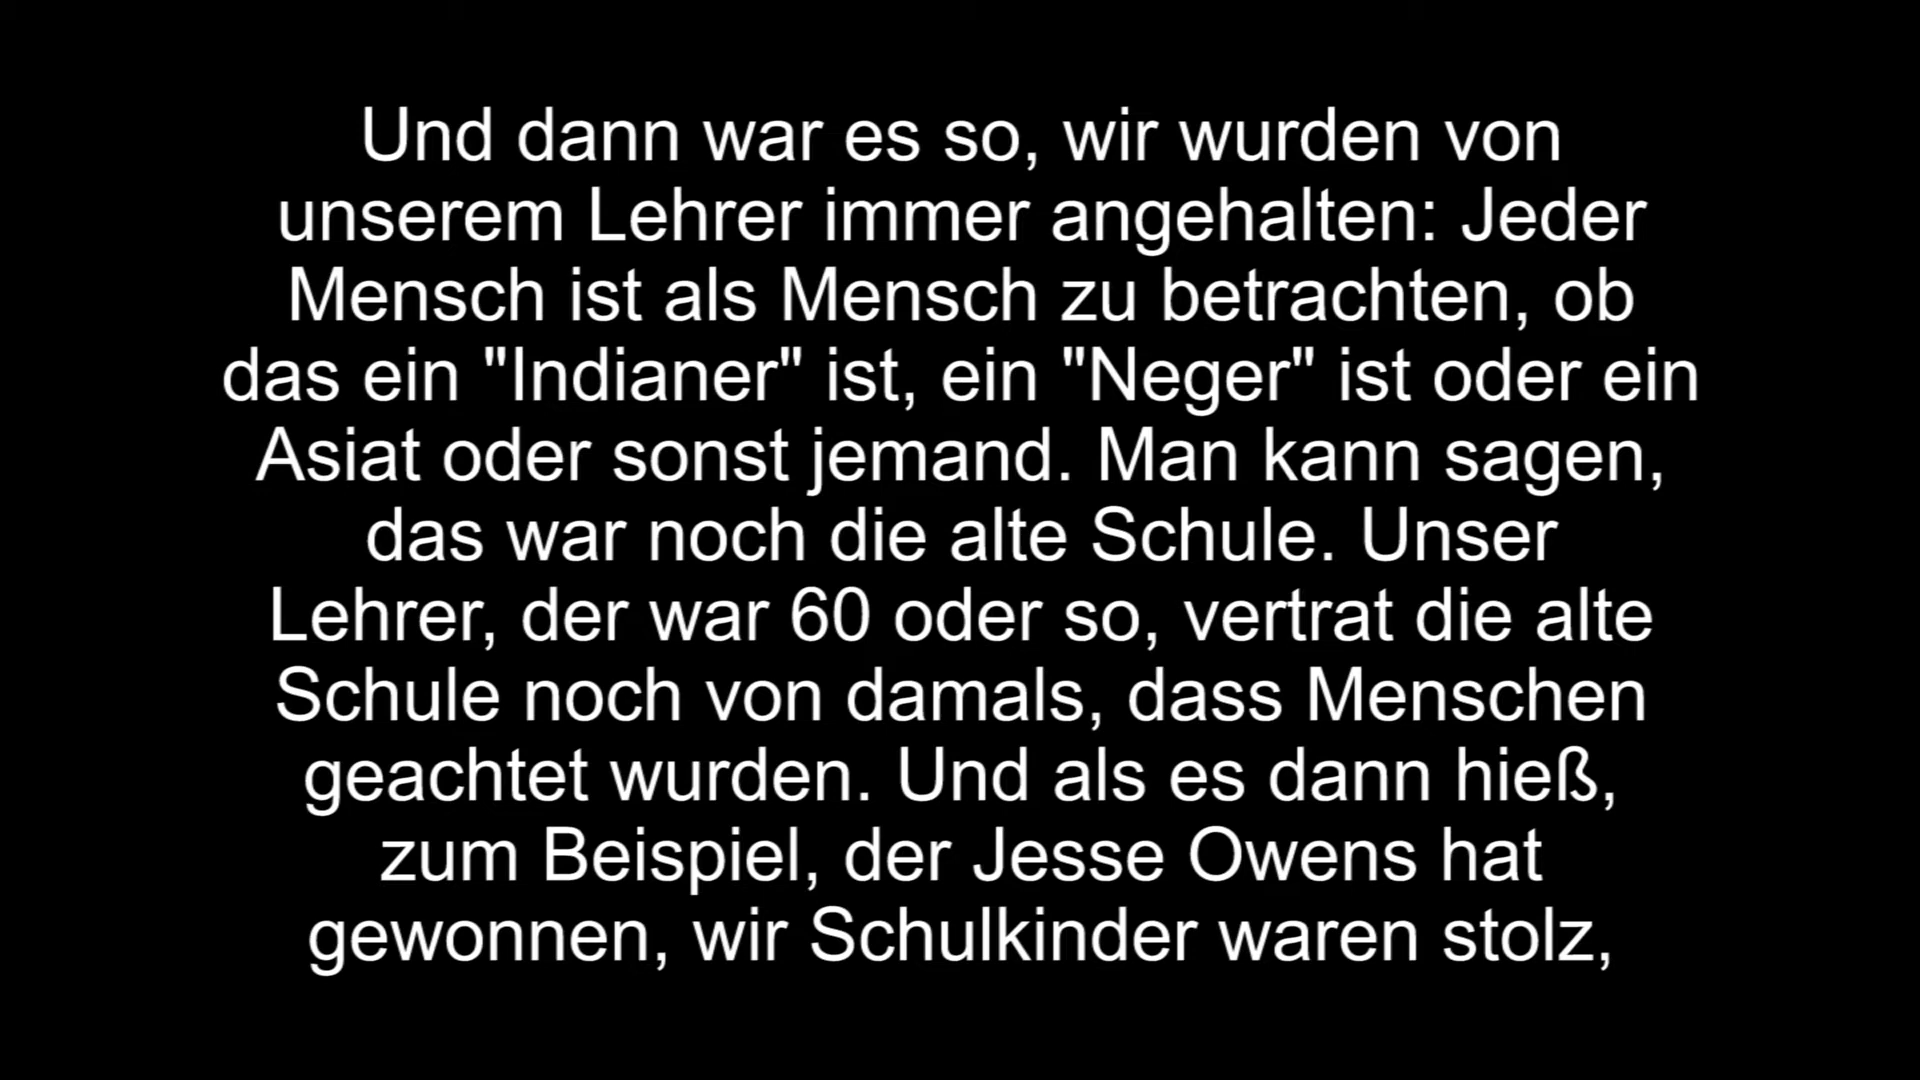 Und dann war es so, wir wurden von
unserem Lehrer immer angehalten: Jeder
Mensch ist als Mensch zu betrachten, ob
das ein "Indianer" ist, ein "Neger" ist oder ein
Asiat oder sonst jemand. Man kann sagen,
das war noch die alte Schule. Unser
Lehrer, der war 60 oder so, vertrat die alte
Schule noch von damals, dass Menschen
geachtet wurden. Und als es dann hieß,
zum Beispiel, der Jesse Owens hat
gewonnen, wir Schulkinder waren stolz,